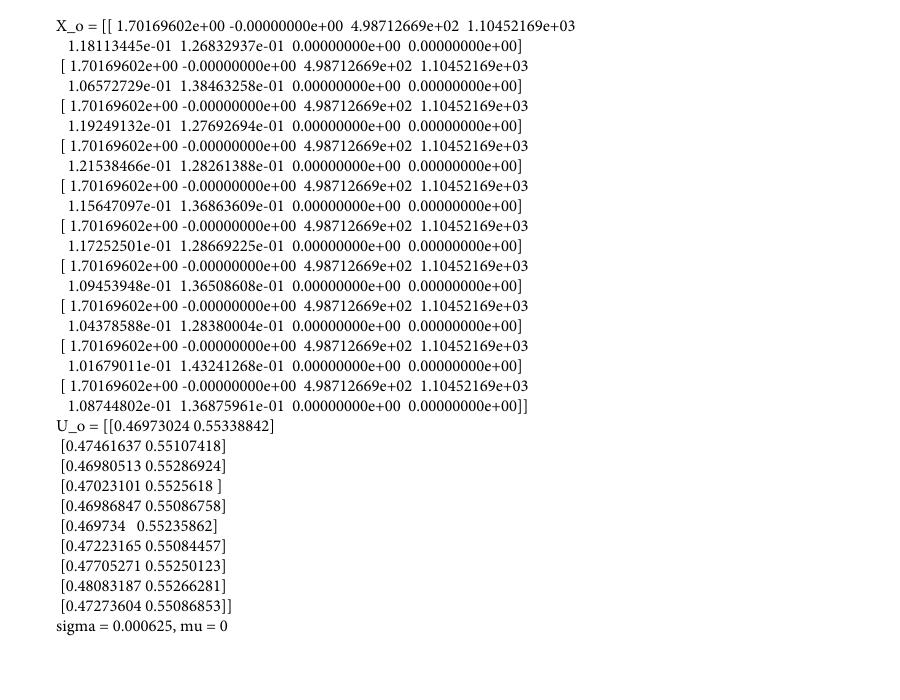 X_o = [[ 1.70169602e+00 -0.00000000e+00 4.98712669e+02 1.10452169e+03
1.18113445e-01 1.26832937e-01 0.00000000e+00 0.00000000e+00]
[ 1.70169602e+00 -0.00000000e+00 4.98712669e+02 1.10452169e+03
1.06572729e-01 1.38463258e-01 0.00000000e+00 0.00000000e+00]
[ 1.70169602e+00 -0.00000000e+00 4.98712669e+02 1.10452169e+03
1.19249132e-01 1.27692694e-01 0.00000000e+00 0.00000000e+00]
[ 1.70169602e+00 -0.00000000e+00 4.98712669e+02 1.10452169e+03
1.21538466e-01 1.28261388e-01 0.00000000e+00 0.00000000e+00]
[ 1.70169602e+00 -0.00000000e+00 4.98712669e+02 1.10452169e+03
1.15647097e-01 1.36863609e-01 0.00000000e+00 0.00000000e+00]
[ 1.70169602e+00 -0.00000000e+00 4.98712669e+02 1.10452169e+03
1.17252501e-01 1.28669225e-01 0.00000000e+00 0.00000000e+00]
[ 1.70169602e+00 -0.00000000e+00 4.98712669e+02 1.10452169e+03
1.09453948e-01 1.36508608e-01 0.00000000e+00 0.00000000e+00]
[ 1.70169602e+00 -0.00000000e+00 4.98712669e+02 1.10452169e+03
1.04378588e-01 1.28380004e-01 0.00000000e+00 0.00000000e+00]
[ 1.70169602e+00 -0.00000000e+00 4.98712669e+02 1.10452169e+03
1.01679011e-01 1.43241268e-01 0.00000000e+00 0.00000000e+00]
[ 1.70169602e+00 -0.00000000e+00 4.98712669e+02 1.10452169e+03
1.08744802e-01 1.36875961e-01 0.00000000e+00 0.00000000e+00]]
U_o = [[0.46973024 0.55338842]
[0.47461637 0.55107418]
[0.46980513 0.55286924]
[0.47023101 0.5525618 ]
[0.46986847 0.55086758]
[0.469734 0.55235862]
[0.47223165 0.55084457]
[0.47705271 0.55250123]
[0.48083187 0.55266281]
[0.47273604 0.55086853]]
sigma = 0.000625, mu = 0